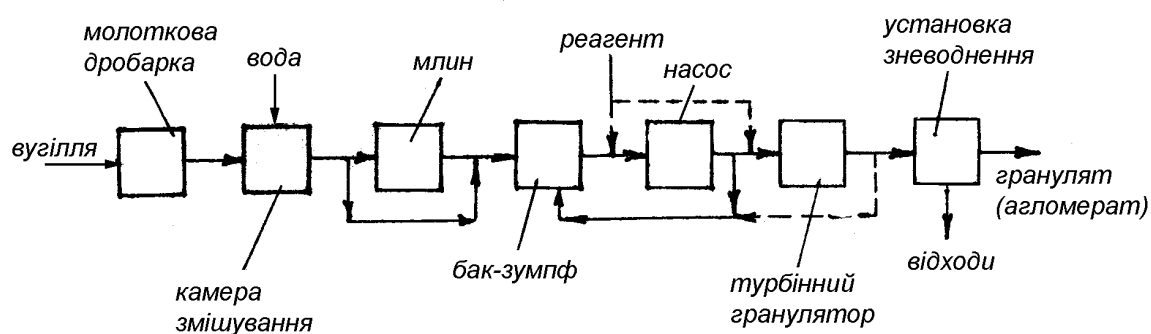 молоткова
дробарка
вода
млин
реагент
насос
установка
зневоднення
вугілля
гранулят
(агломерат)
бак-зумпф
відходи
камера
змішування
турбінний
гранулятор